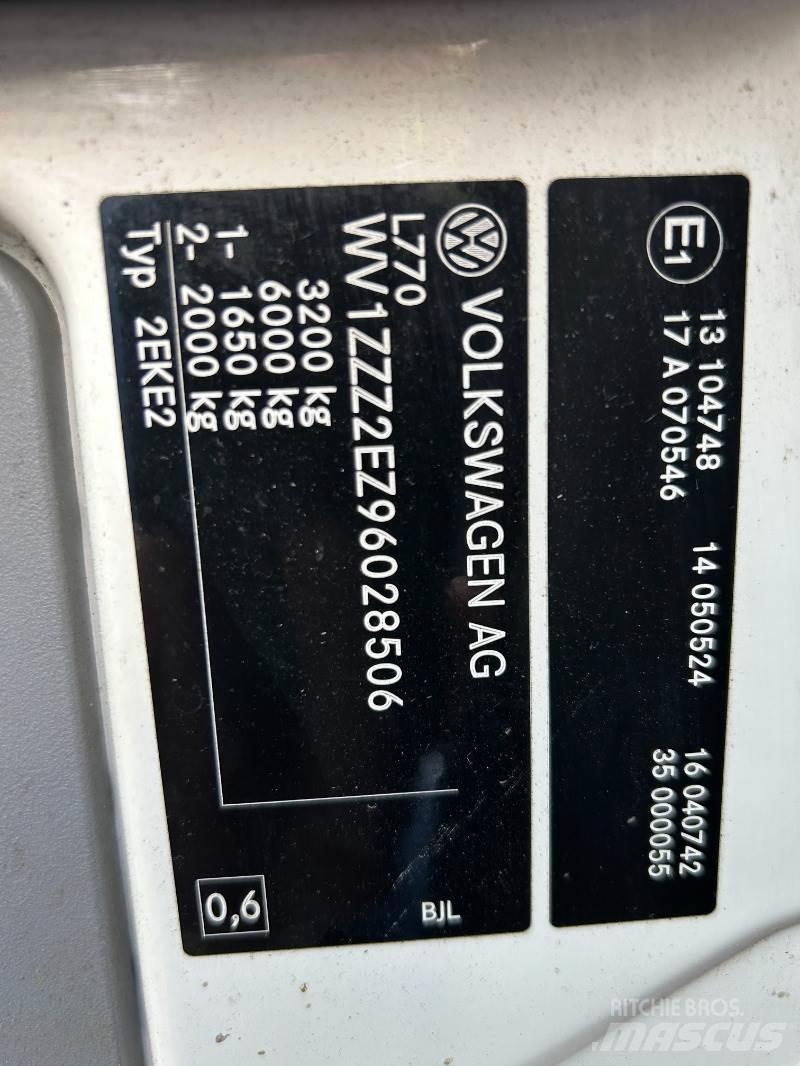 E1
13 104748 14 050524 16 040742
17 A 070546 35 000055
VOLKSWAGEN AG
L770
WV1ZZZ2EZ96028506
3200 kg
6000 kg
1- 1650 kg
2- 2000 kg
Typ 2EKE2
BJL
0,6
RITCHIE BROS.
MASCUS